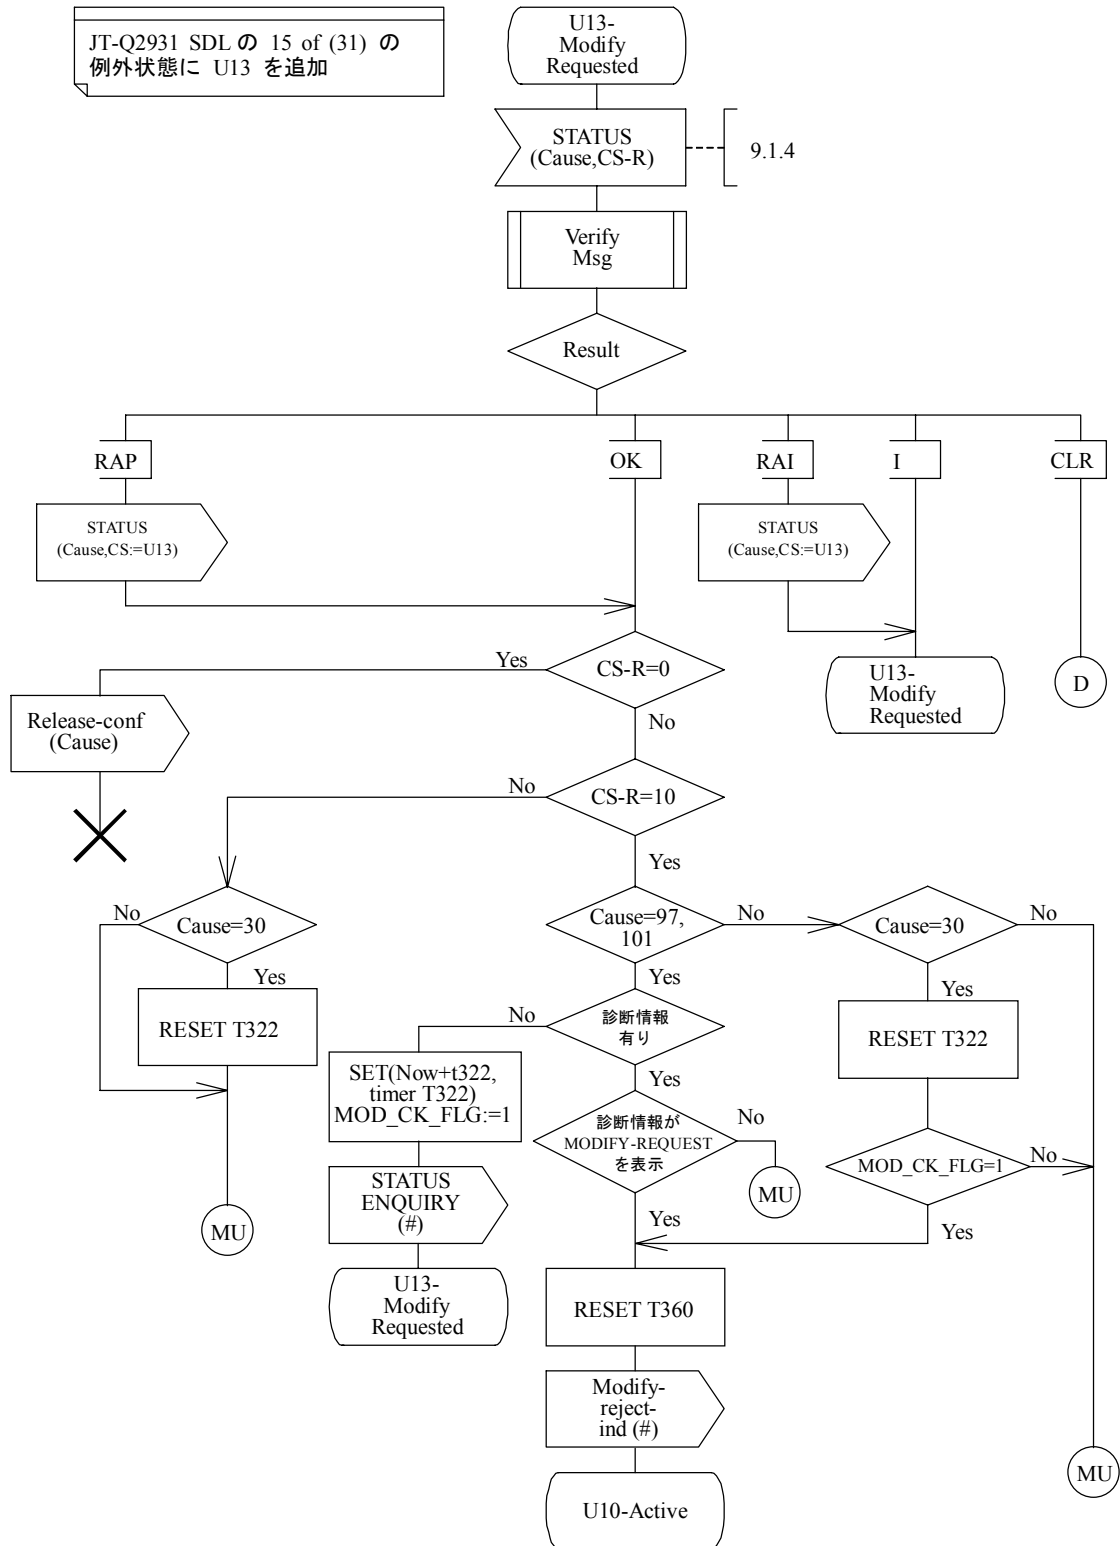 JT-Q2931 SDL の 15 of (31) の
例外状態に U13 を追加
U13-
Modify
Requested
STATUS
(Cause,CS-R)
9.1.4
Verify
Msg
Result
RAP
OK
RAI
I
CLR
STATUS
(Cause,CS:=U13)
STATUS
(Cause,CS:=U13)
Yes
CS-R=0
U13-
Modify
Requested
D
Release-conf
(Cause)
No
No
CS-R=10
Yes
No
Cause=30
Cause=97,
101
No
Cause=30
No
Yes
Yes
Yes
RESET T322
No
診断情報
有り
RESET T322
SET(Now+t322,
timer T322)
MOD_CK_FLG:=1
Yes
診断情報が
MODIFY-REQUEST
を表示
No
MOD_CK_FLG=1
No
STATUS
ENQUIRY
(#)
MU
MU
Yes
Yes
U13-
Modify
Requested
RESET T360
Modify-
reject-
ind (#)
MU
U10-Active